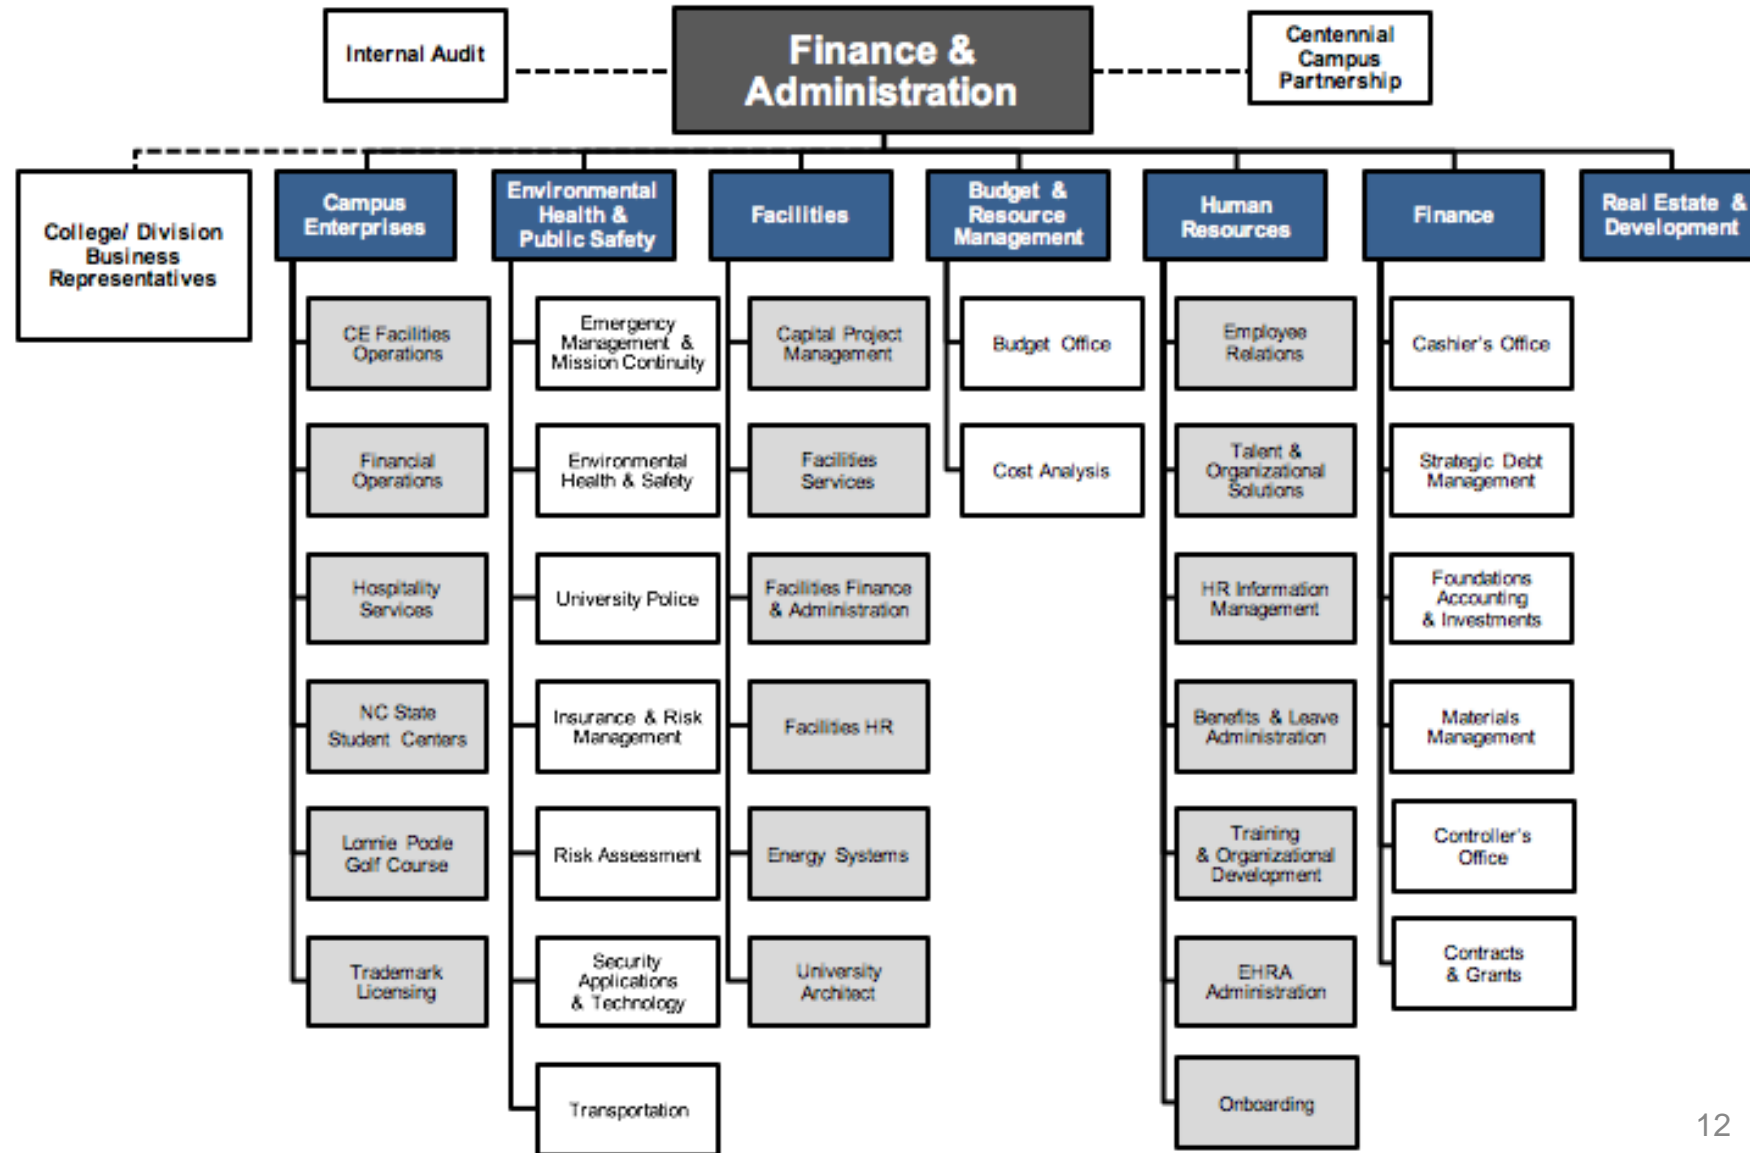 Internal Audit
Finance &
Administration
Centennial
Campus
Partnership
College/ Division
Business
Representatives
Campus
Enterprises
Environmental
Health &
Public Safety
Facilities
Budget &
Resource
Management
Human
Resources
Finance
Real Estate &
Development
CE Facilities
Operations
Financial
Operations
Hospitality
Services
NC State
Student Centers
Lonnie Poole
Golf Course
Trademark
Licensing
Emergency
Management &
Mission Continuity
Environmental
Health & Safety
University Police
Insurance & Risk
Management
Risk Assessment
Security
Applications
& Technology
Transportation
Capital Project
Management
Facilities
Services
Facilities Finance
& Administration
Facilities HR
Energy Systems
University
Architect
Budget Office
Cost Analysis
Employee
Relations
Talent &
Organizational
Solutions
HR Information
Management
Benefits & Leave
Administration
Training
& Organizational
Development
EHRA
Administration
Onboarding
Cashier's Office
Strategic Debt
Management
Foundations
Accounting
& Investments
Materials
Management
Controller's
Office
Contracts
& Grants
12